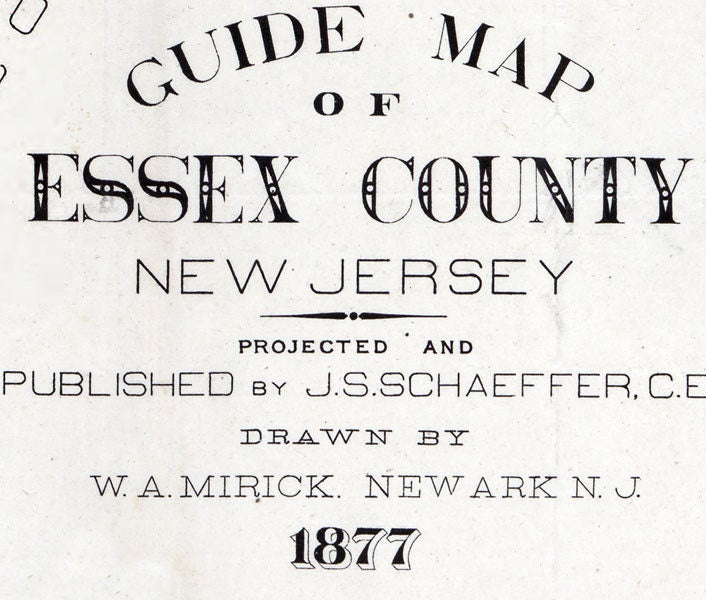 GUIDE MAP
OF
ESSEX COUNTY
NEW JERSEY
PROJECTED AND
PUBLISHED BY J.S.SCHAEFFER, C.E
DRAWN BY
W. A. MIRICK. NEWARK N. J.
1877